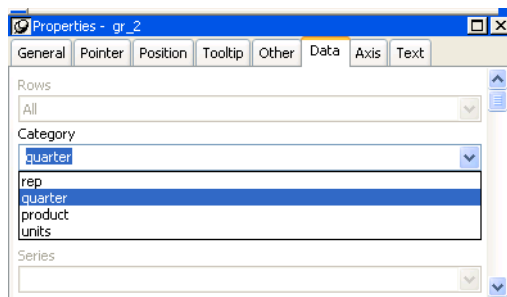 Properties - gr_2
General Pointer Position Tooltip Other Data Axis Text
Rows
All
Category
quarter
rep
quarter
product
units
Series